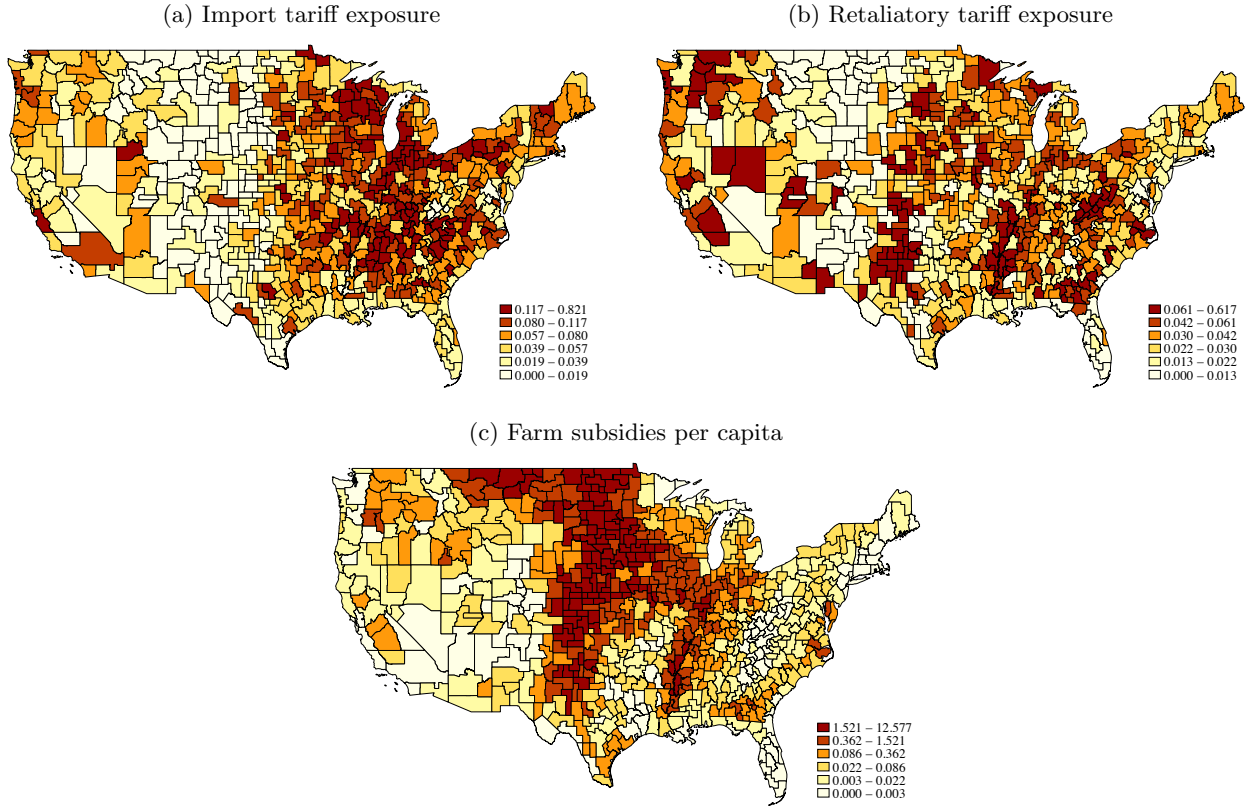 (a) Import tariff exposure
(b) Retaliatory tariff exposure
0.117 – 0.821
0.080 – 0.117
0.057 – 0.080
0.039 – 0.057
0.019 – 0.039
0.000 – 0.019
0.061 – 0.617
0.042 – 0.061
0.030 – 0.042
0.022 – 0.030
0.013 – 0.022
0.000 – 0.013
(c) Farm subsidies per capita
1.521 – 12.577
0.362 – 1.521
0.086 – 0.362
0.022 – 0.086
0.003 – 0.022
0.000 – 0.003